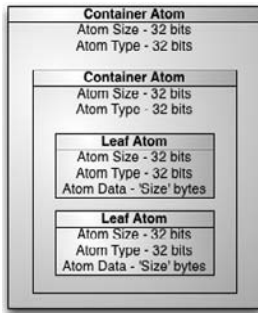 Container Atom
Atom Size - 32 bits
Atom Type - 32 bits
Container Atom
Atom Size - 32 bits
Atom Type - 32 bits
Leaf Atom
Atom Size - 32 bits
Atom Type - 32 bits
Atom Data - 'Size' bytes
Leaf Atom
Atom Size - 32 bits
Atom Type - 32 bits
Atom Data - 'Size' bytes